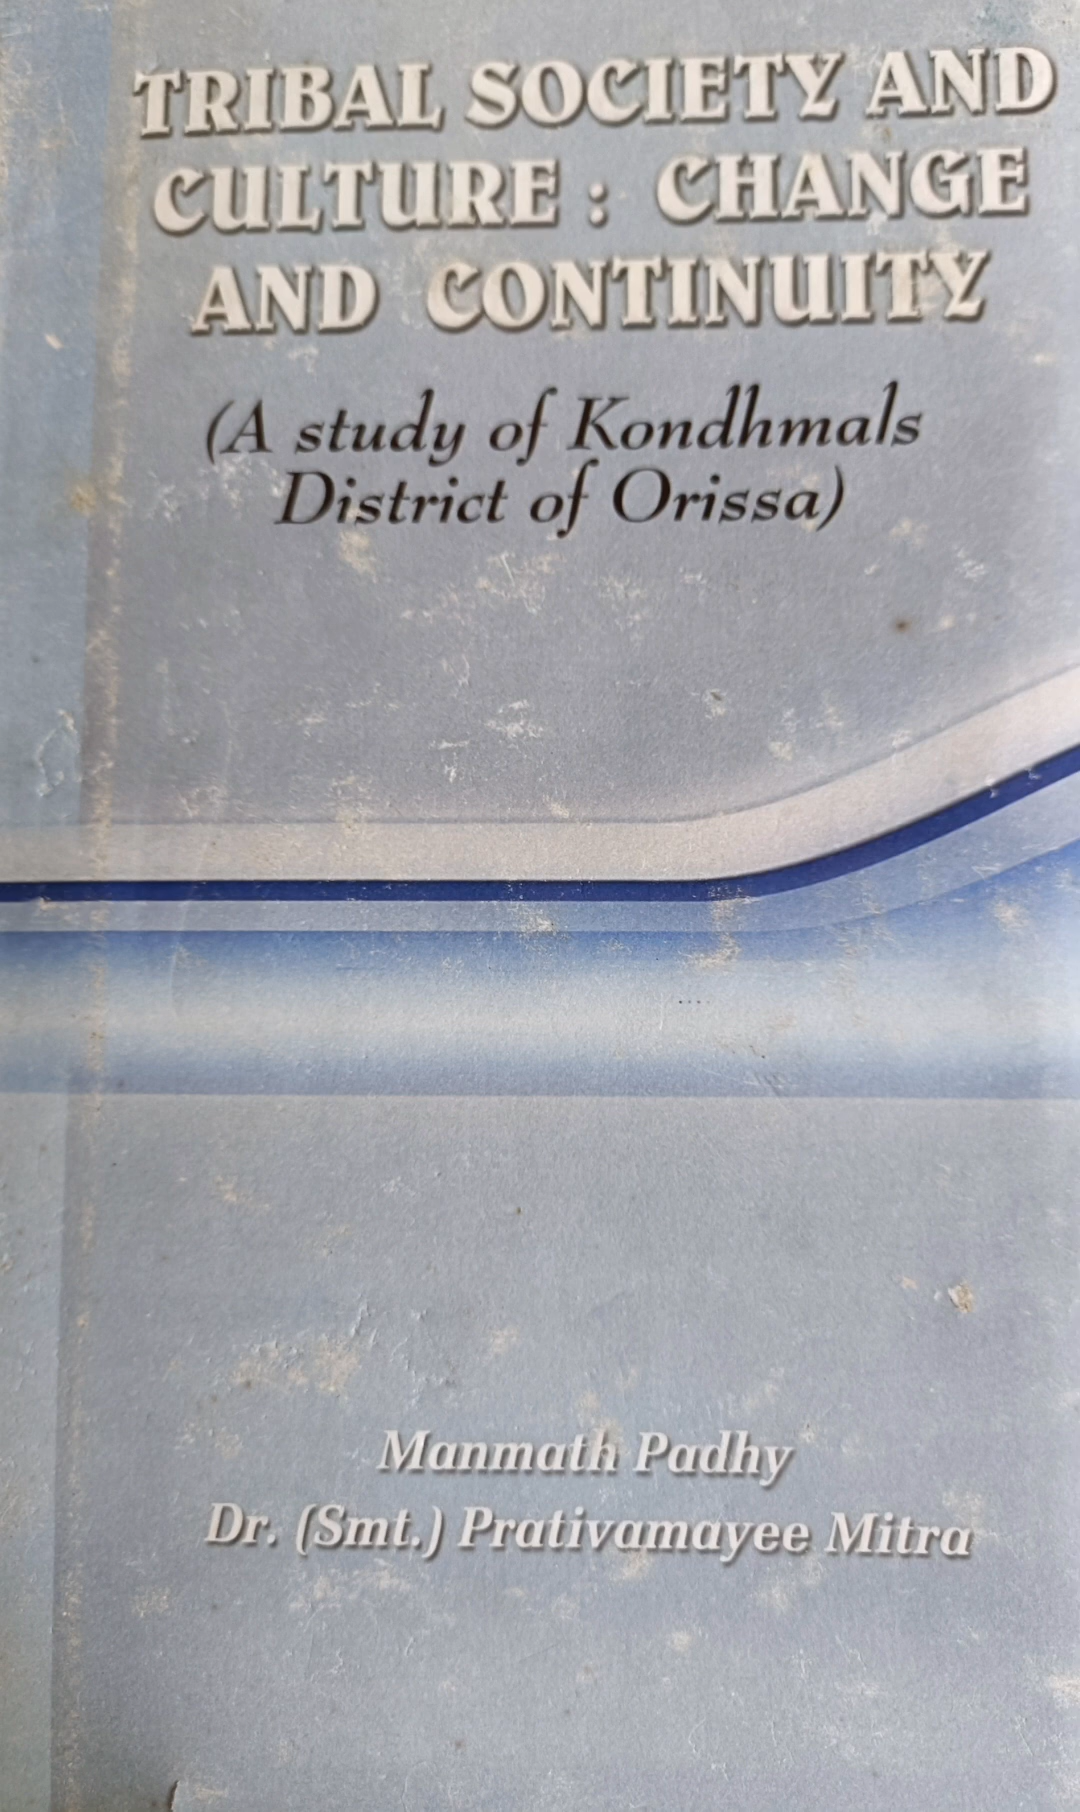 TRIBAL SOCIETY AND
CULTURE : CHANGE
AND CONTINUITY
(A study of Kondhmals
District of Orissa)
Manmath Padhy
Dr. (Smt.) Prativamayee Mitra